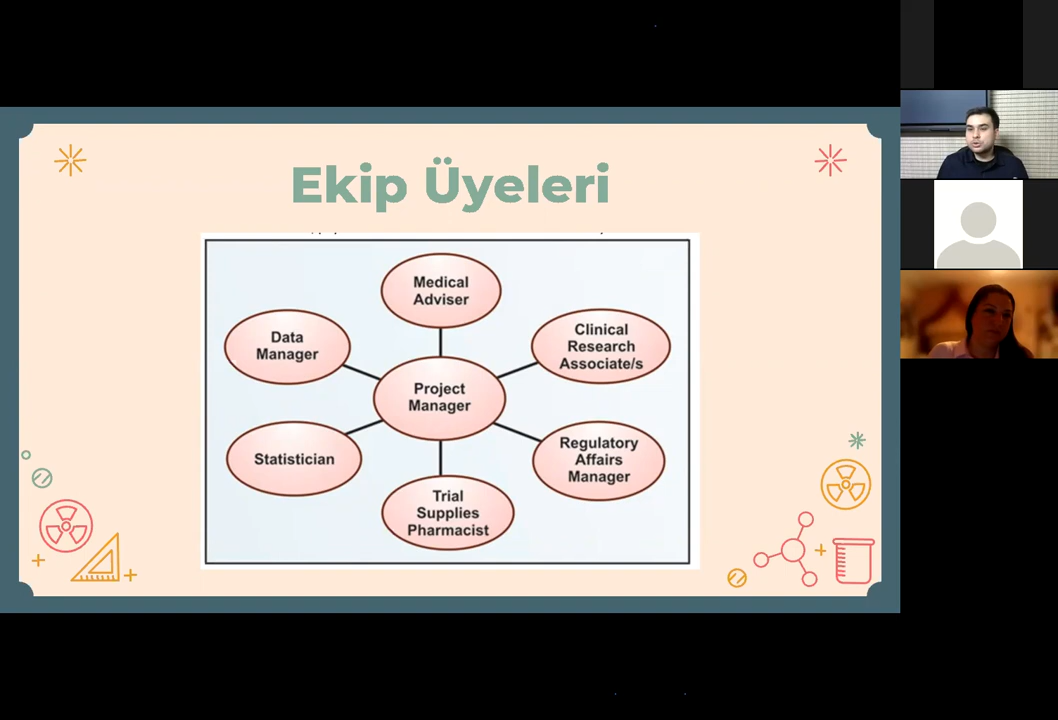 Ekip Üyeleri
Medical
Adviser
Data
Manager
Clinical
Research
Associate/s
Project
Manager
Statistician
Regulatory
Affairs
Manager
Trial
Supplies
Pharmacist